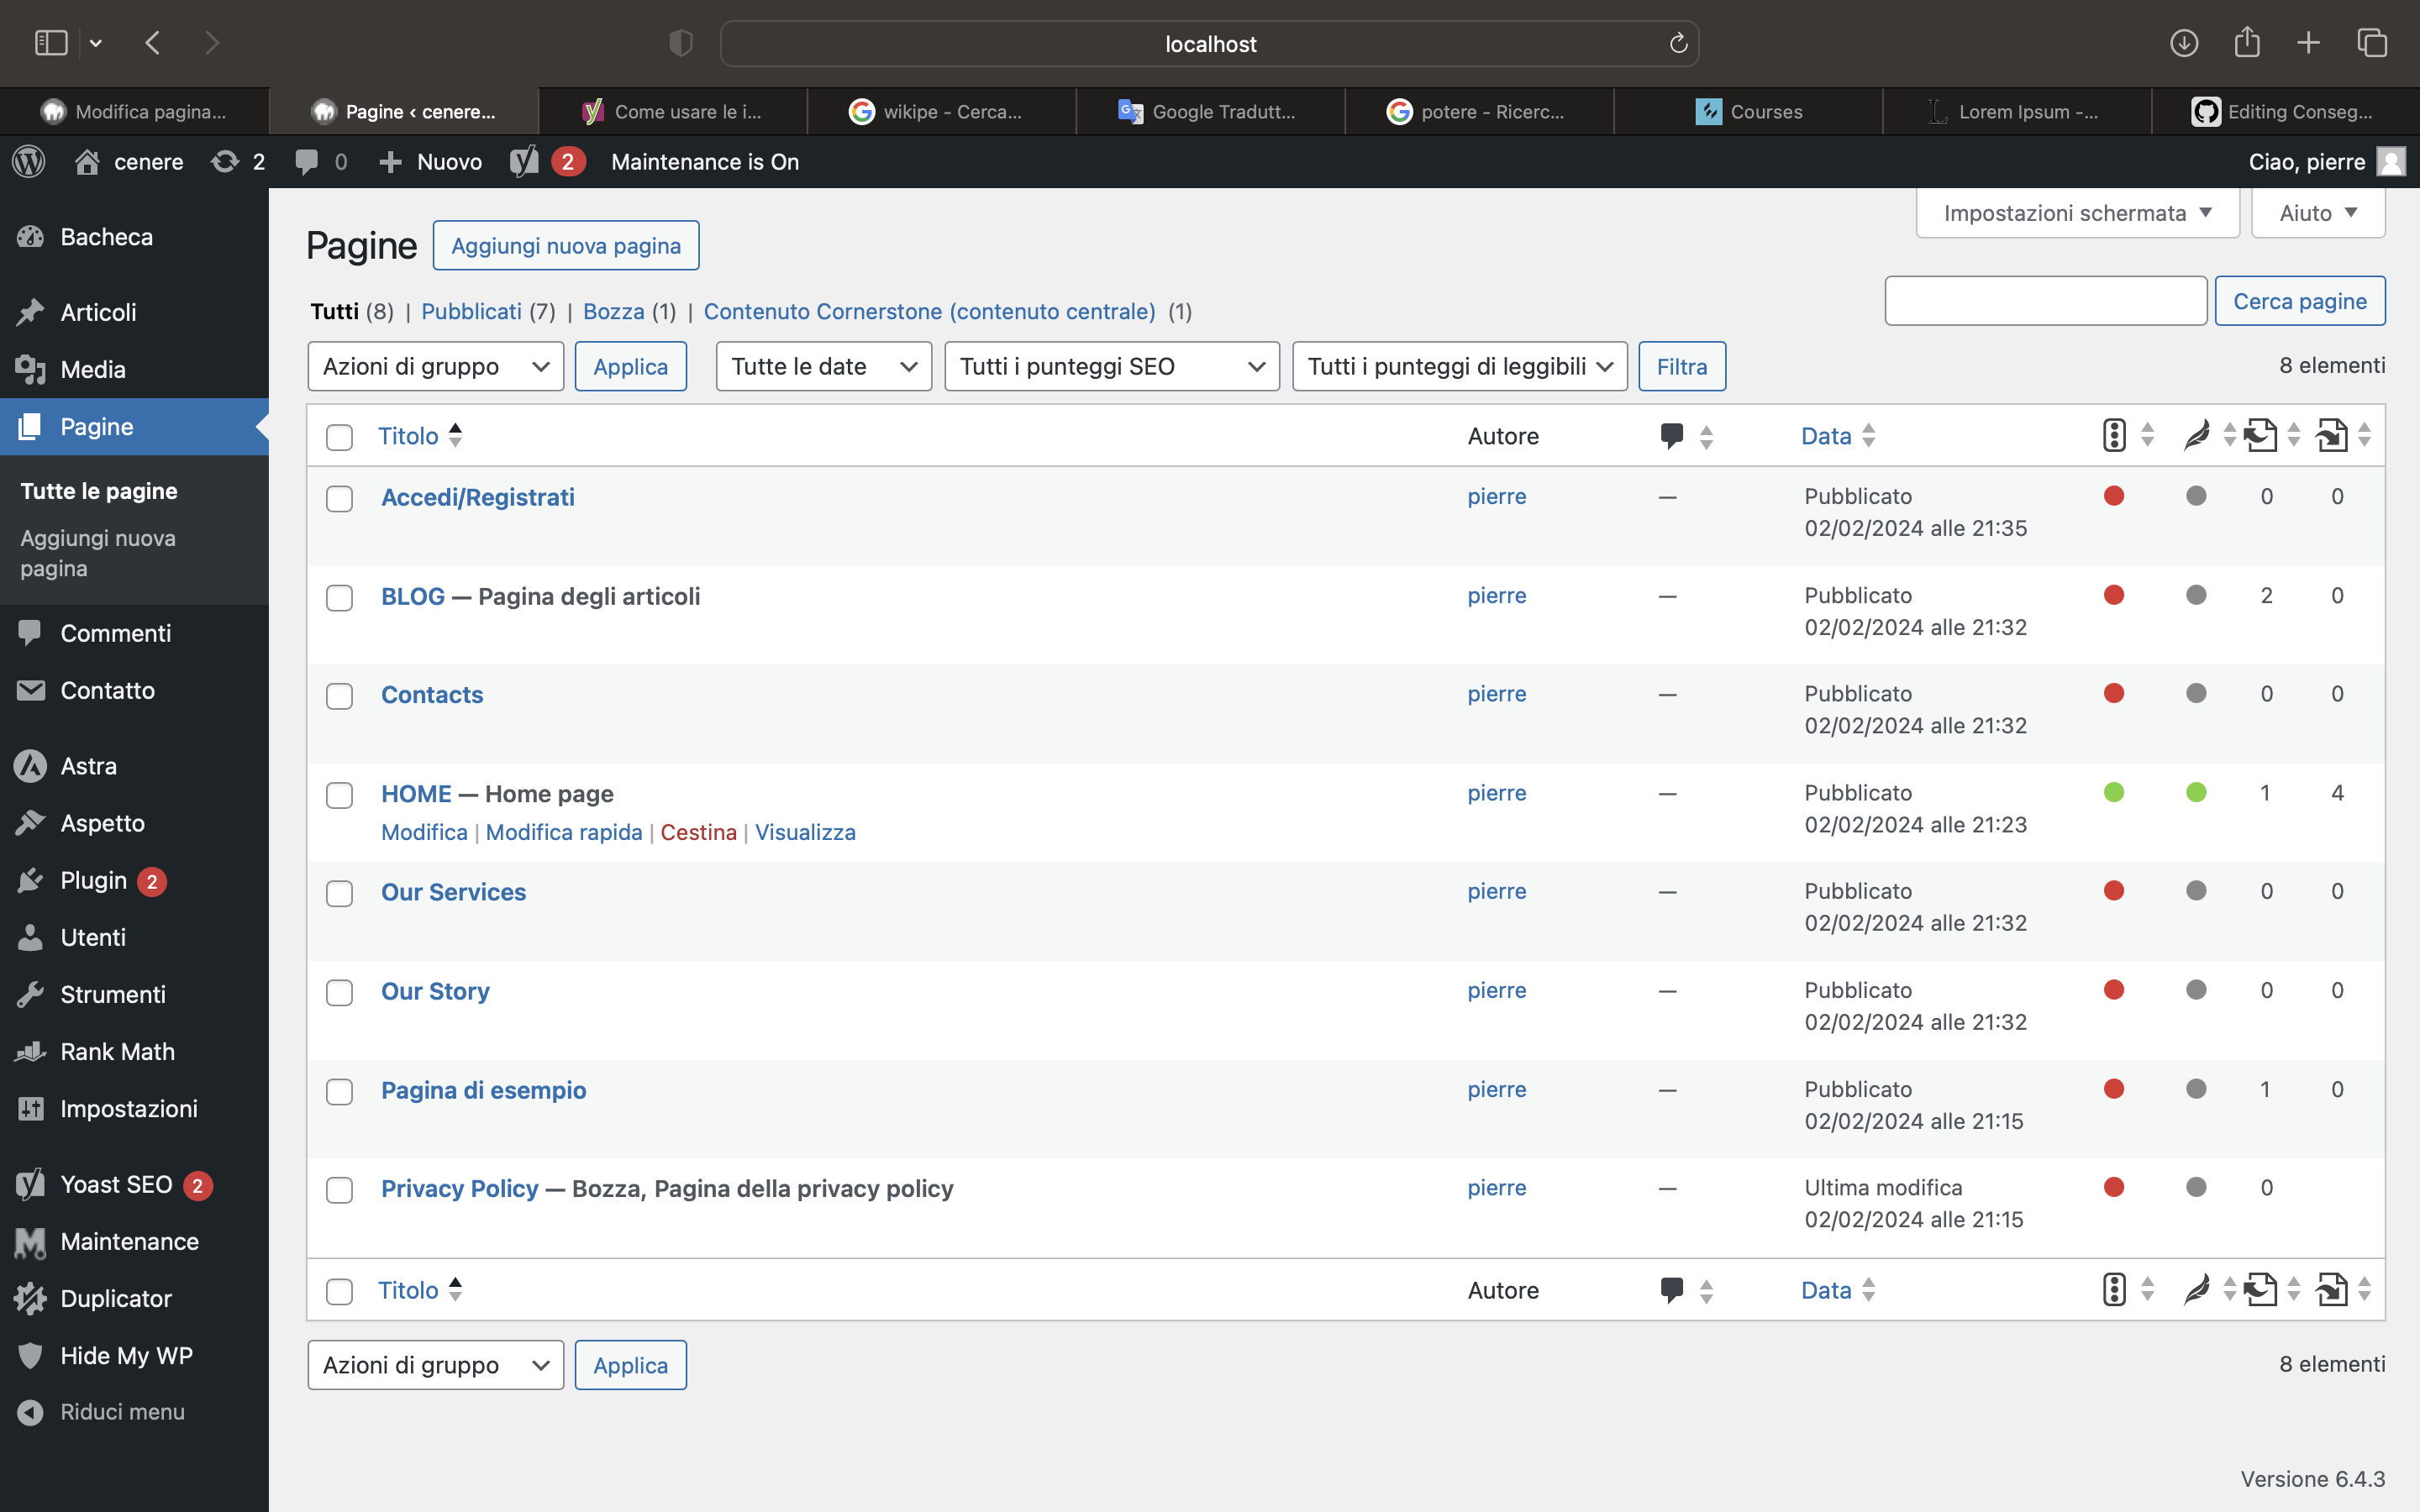 localhost
Modifica pagina...
Pagine ‹ cenere...
Come usare le i...
wikipe - Cerca...
Google Tradutt...
potere - Ricerc...
Courses
Lorem Ipsum -...
Editing Conseg...
cenere 2 0 Nuovo 2 Maintenance is On Ciao, pierre
Bacheca
Articoli
Media
Pagine
Tutte le pagine
Aggiungi nuova
pagina
Commenti
Contatto
Astra
Aspetto
Plugin 2
Utenti
Strumenti
Rank Math
Impostazioni
Yoast SEO 2
Maintenance
Duplicator
Hide My WP
Riduci menu
Impostazioni schermata Aiuto
Pagine Aggiungi nuova pagina
Tutti (8) | Pubblicati (7) | Bozza (1) | Contenuto Cornerstone (contenuto centrale) (1)
Cerca pagine
Azioni di gruppo Applica Tutte le date Tutti i punteggi SEO Tutti i punteggi di leggibili Filtra 8 elementi
Titolo Autore Data
Accedi/Registrati pierre — Pubblicato 0 0
02/02/2024 alle 21:35
BLOG — Pagina degli articoli pierre — Pubblicato 2 0
02/02/2024 alle 21:32
Contacts pierre — Pubblicato 0 0
02/02/2024 alle 21:32
HOME — Home page pierre — Pubblicato 1 4
Modifica | Modifica rapida | Cestina | Visualizza 02/02/2024 alle 21:23
Our Services pierre — Pubblicato 0 0
02/02/2024 alle 21:32
Our Story pierre — Pubblicato 0 0
02/02/2024 alle 21:32
Pagina di esempio pierre — Pubblicato 1 0
02/02/2024 alle 21:15
Privacy Policy — Bozza, Pagina della privacy policy pierre — Ultima modifica 0
02/02/2024 alle 21:15
Titolo Autore Data
Azioni di gruppo Applica 8 elementi
Versione 6.4.3